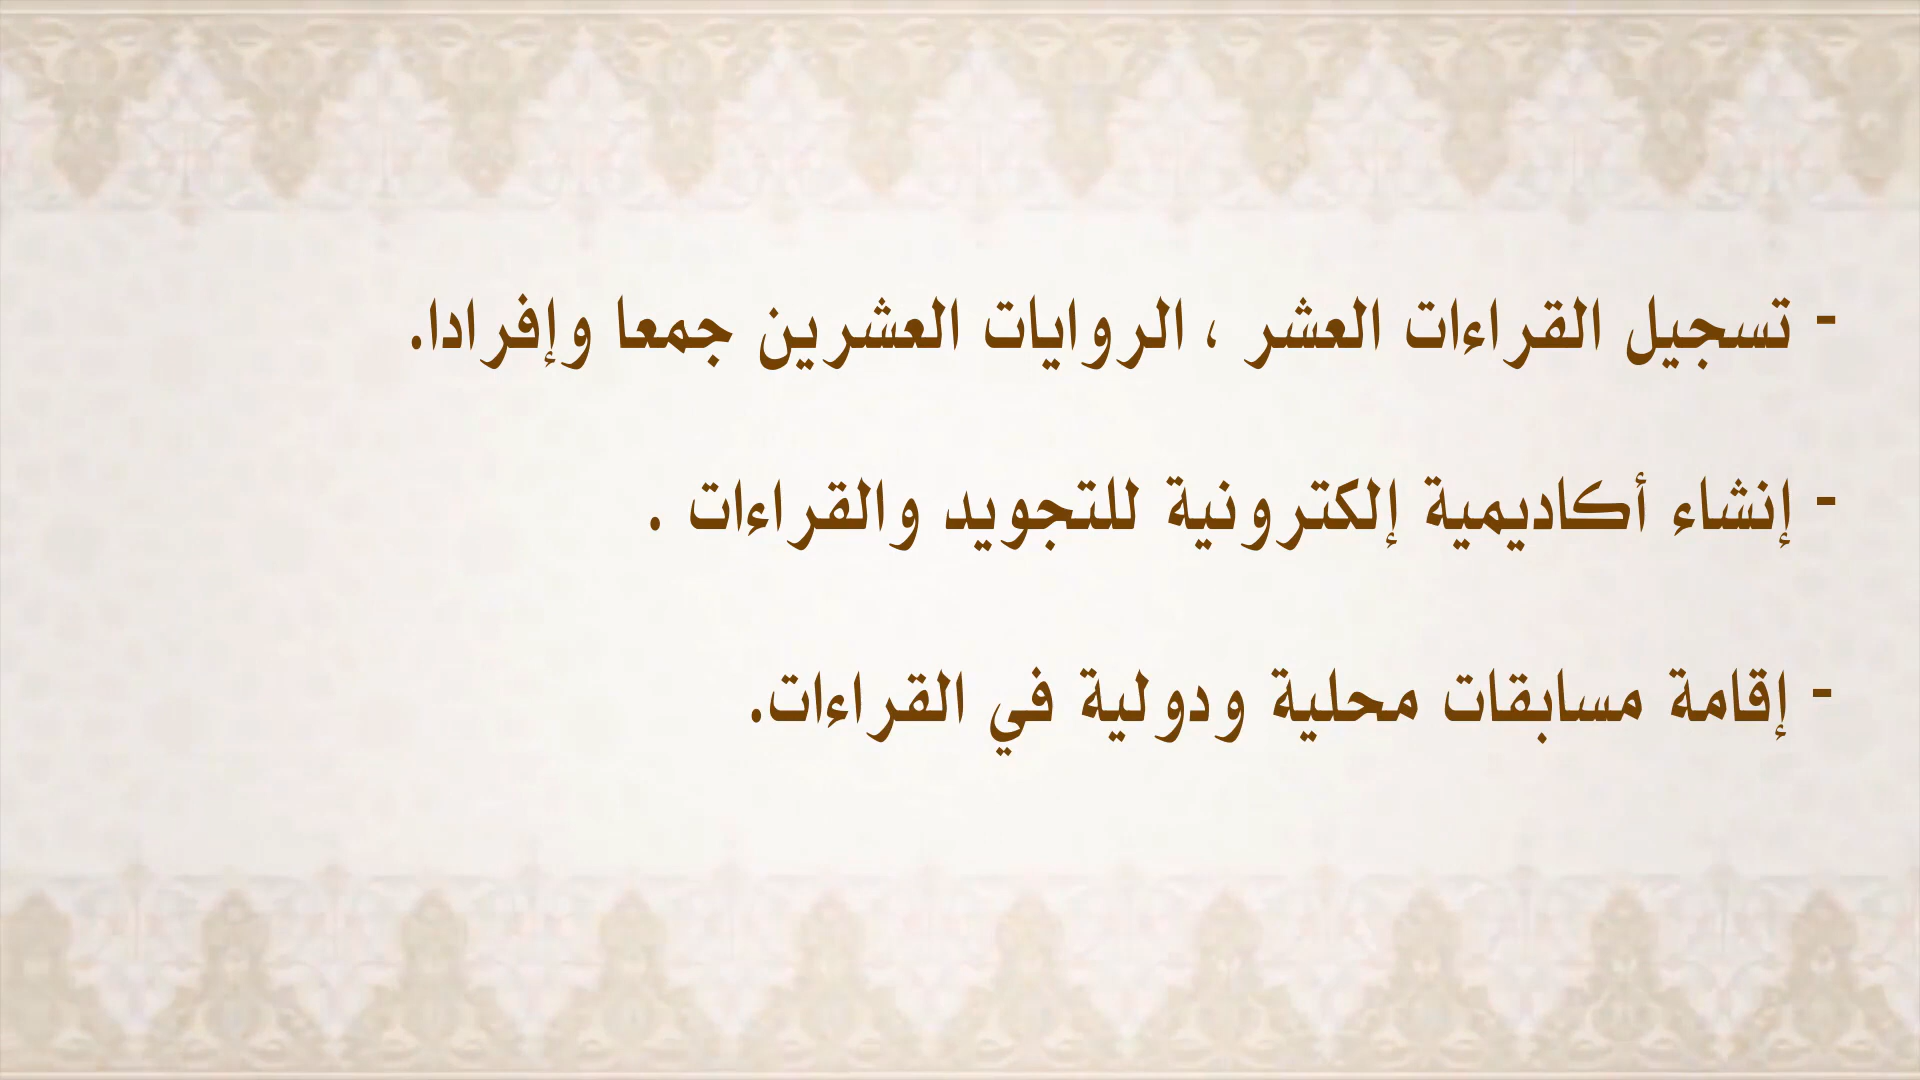 - تسجيل القراءات العشر ، الروايات العشرين جمعا وإفرادا.
- إنشاء أكاديمية إلكترونية للتجويد والقراءات .
- إقامة مسابقات محلية ودولية في القراءات.